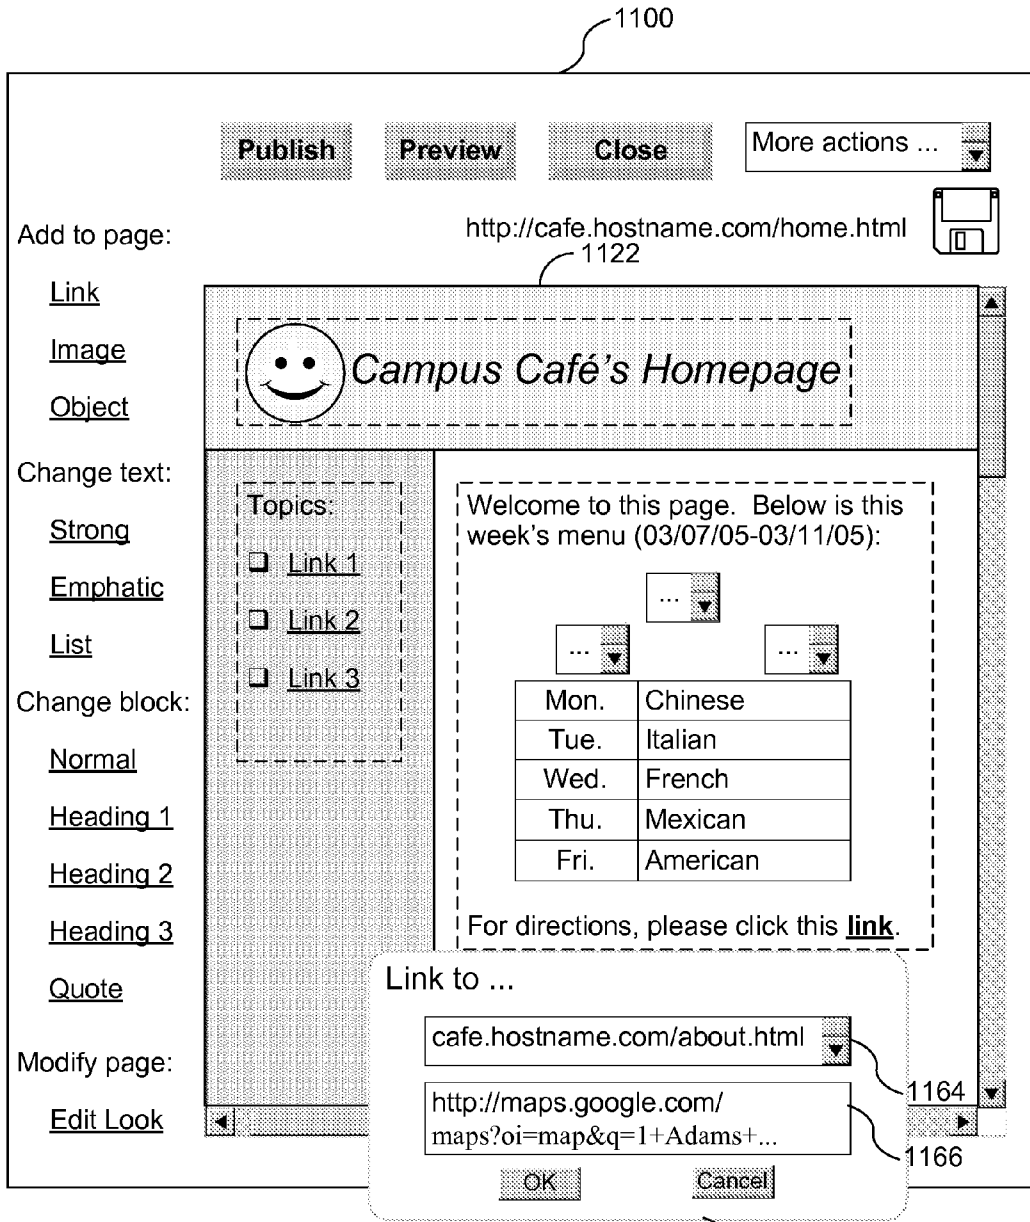 1100
Publish Preview Close More actions ...
http://cafe.hostname.com/home.html
1122
Add to page:
Link
Image
Object
Change text:
Strong
Emphatic
List
Change block:
Normal
Heading 1
Heading 2
Heading 3
Quote
Modify page:
Edit Look
Campus Café's Homepage
Topics:
Link 1
Link 2
Link 3
Welcome to this page. Below is this
week's menu (03/07/05-03/11/05):
...
... ...
Mon. Chinese
Tue. Italian
Wed. French
Thu. Mexican
Fri. American
For directions, please click this link.
Link to ...
cafe.hostname.com/about.html
1164
http://maps.google.com/
maps?oi=map&q=1+Adams+...
1166
OK Cancel